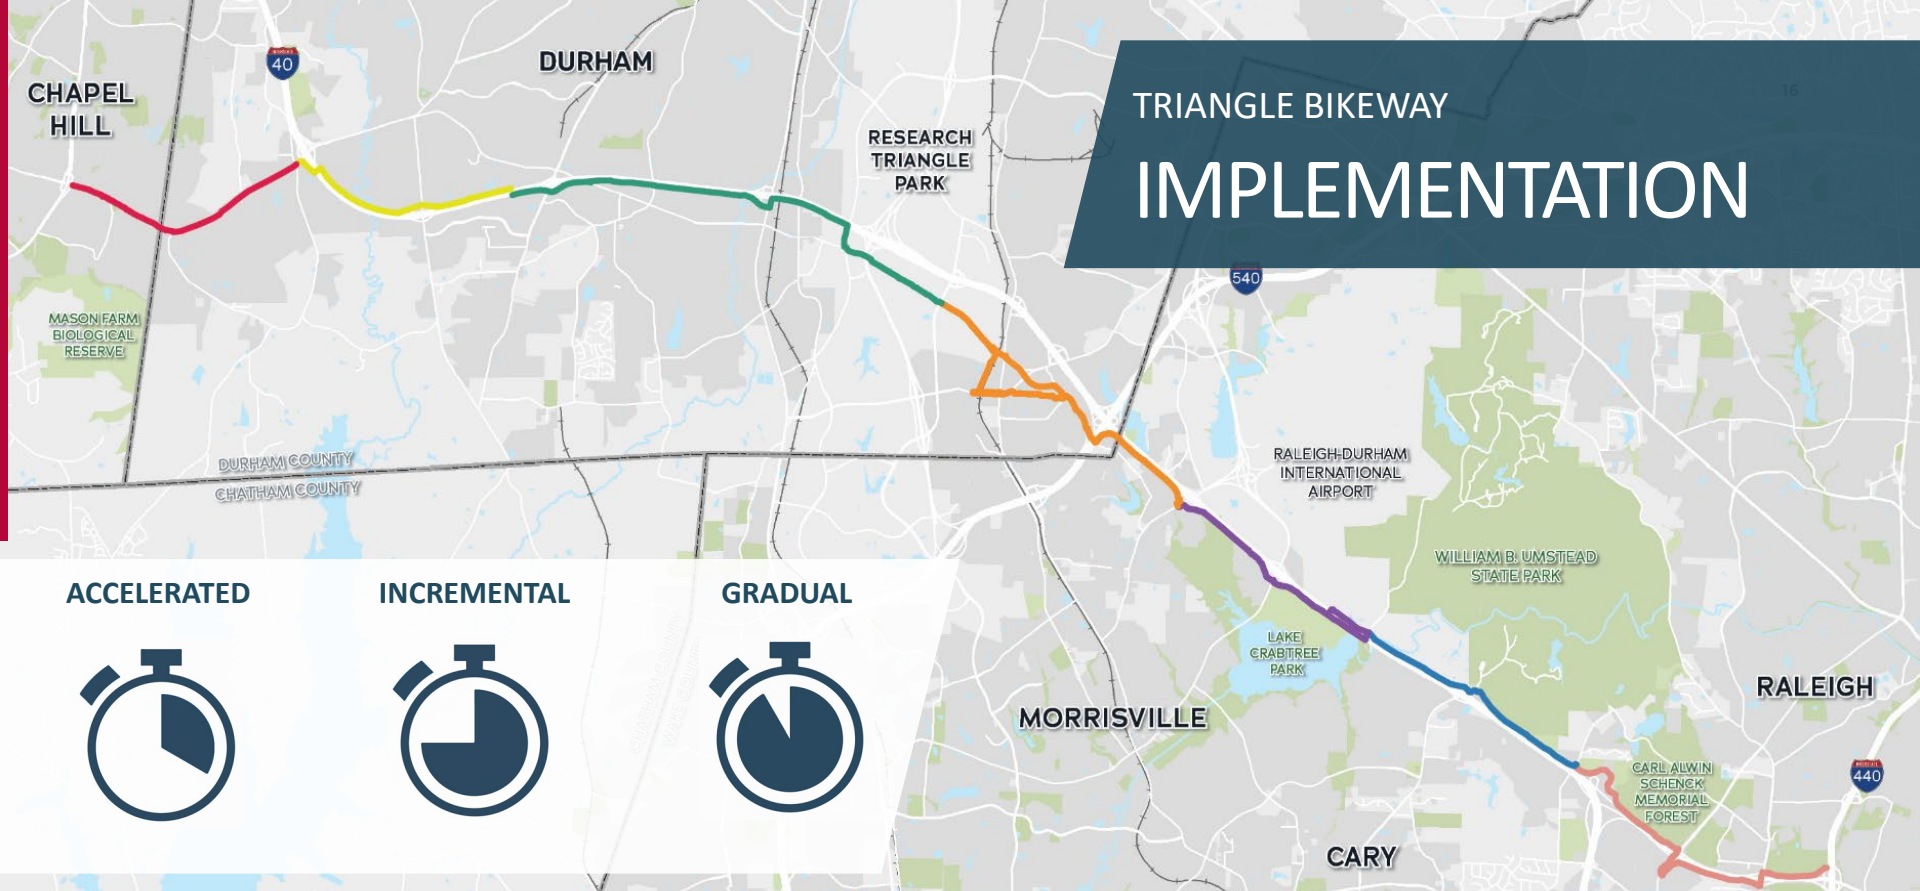 TRIANGLE BIKEWAY
IMPLEMENTATION
16
CHAPEL
HILL
40
DURHAM
RESEARCH
TRIANGLE
PARK
540
MASON FARM
BIOLOGICAL
RESERVE
DURHAM COUNTY
CHATHAM COUNTY
RALEIGH-DURHAM
INTERNATIONAL
AIRPORT
WILLIAM B. UMSTEAD
STATE PARK
LAKE
CRABTREE
PARK
RALEIGH
MORRISVILLE
440
CARL ALWIN
SCHENCK
MEMORIAL
FOREST
CARY
ACCELERATED
INCREMENTAL
GRADUAL